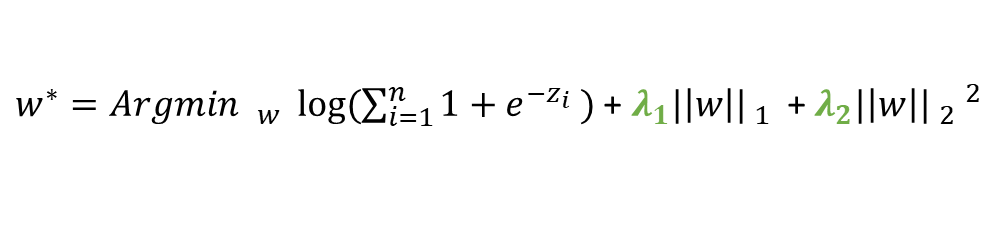 w* = Argmin w log(∑ⁿᵢ₌₁ 1 + e^{-zᵢ}) + λ₁||w||₁ + λ₂||w||₂²